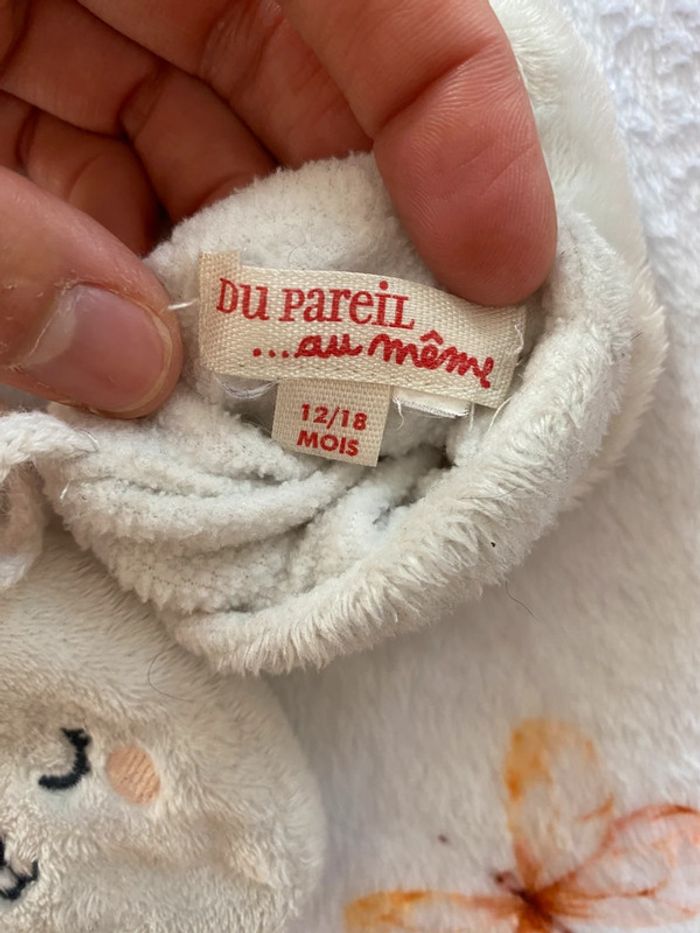 DU PAREIL
...au même
12/18
MOIS